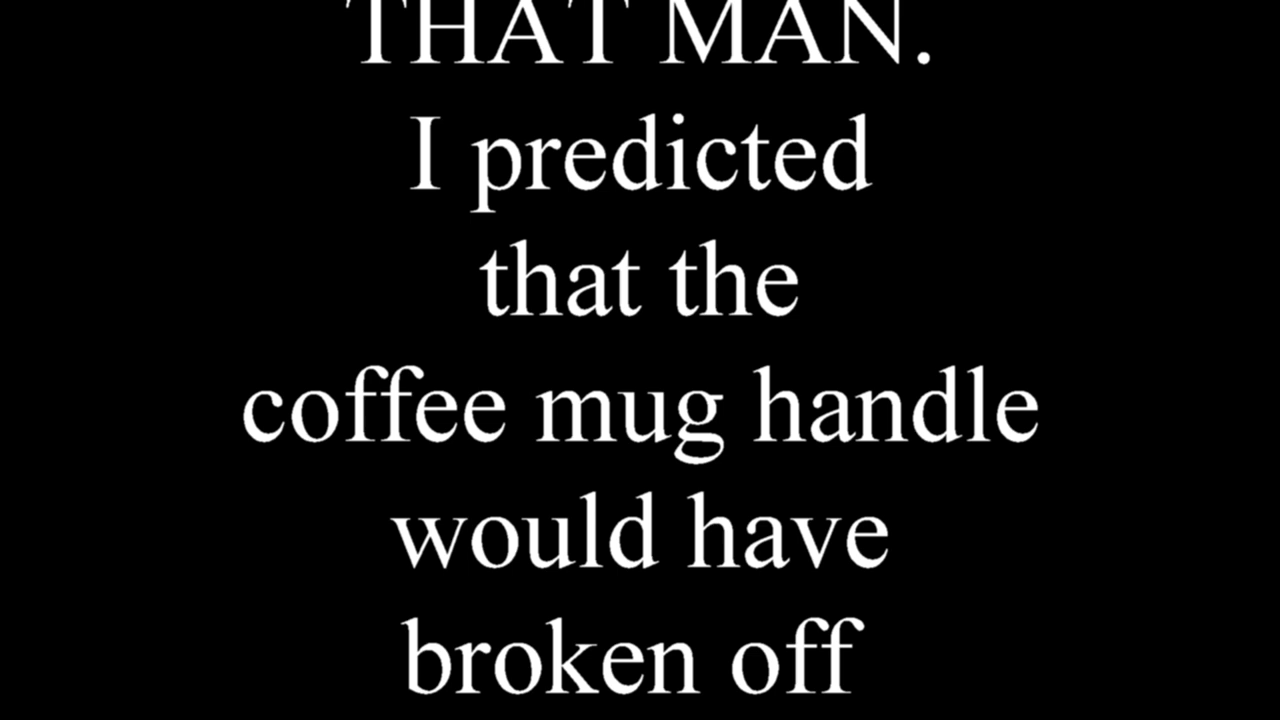 THAT MAN.
I predicted
that the
coffee mug handle
would have
broken off